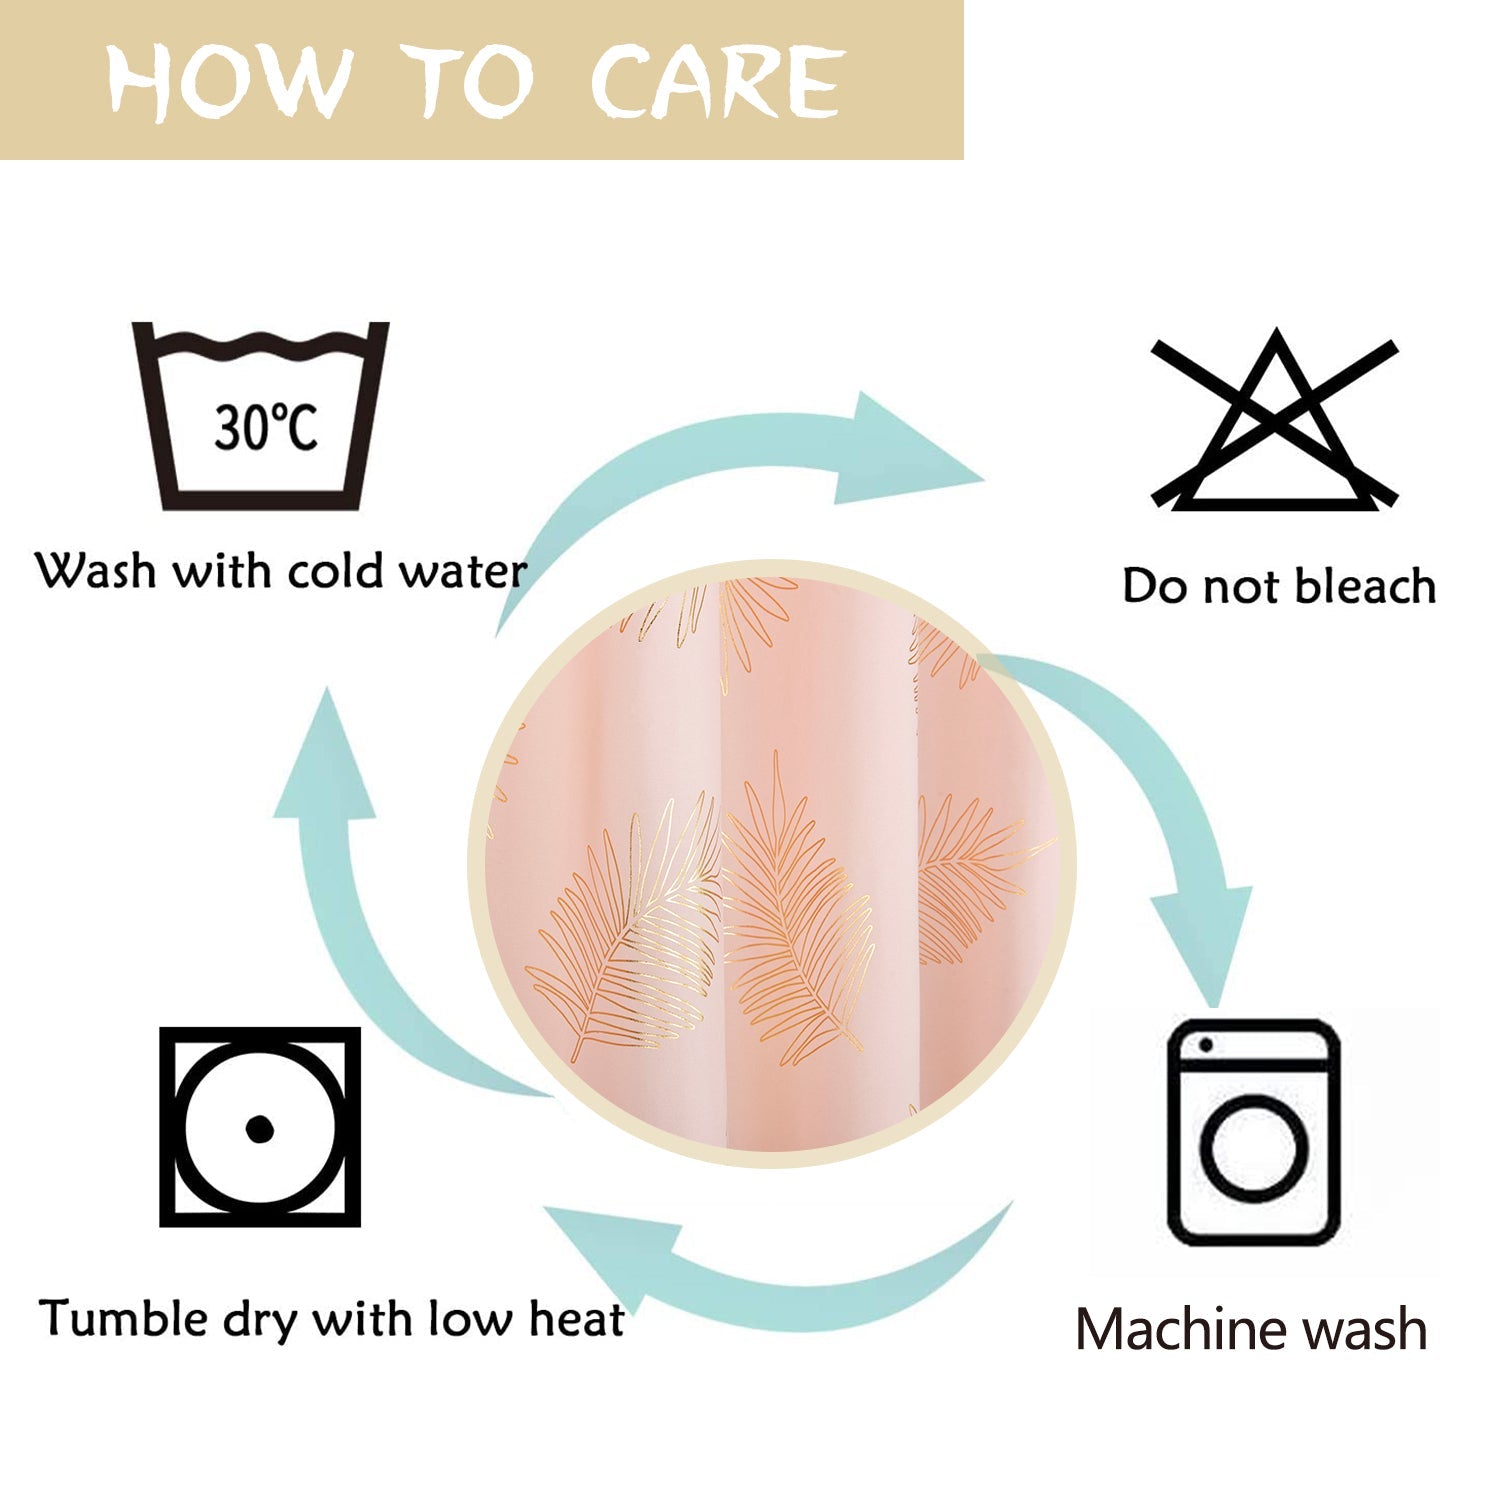 HOW TO CARE
30°C
Wash with cold water
Do not bleach
Tumble dry with low heat
Machine wash